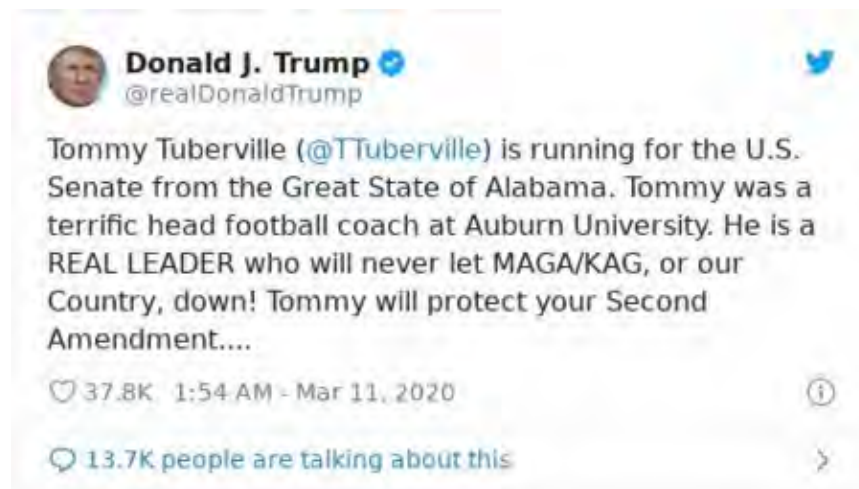 Donald J. Trump
@realDonaldTrump
Tommy Tuberville (@TTuberville) is running for the U.S.
Senate from the Great State of Alabama. Tommy was a
terrific head football coach at Auburn University. He is a
REAL LEADER who will never let MAGA/KAG, or our
Country, down! Tommy will protect your Second
Amendment....
37.8K 1:54 AM - Mar 11, 2020
13.7K people are talking about this